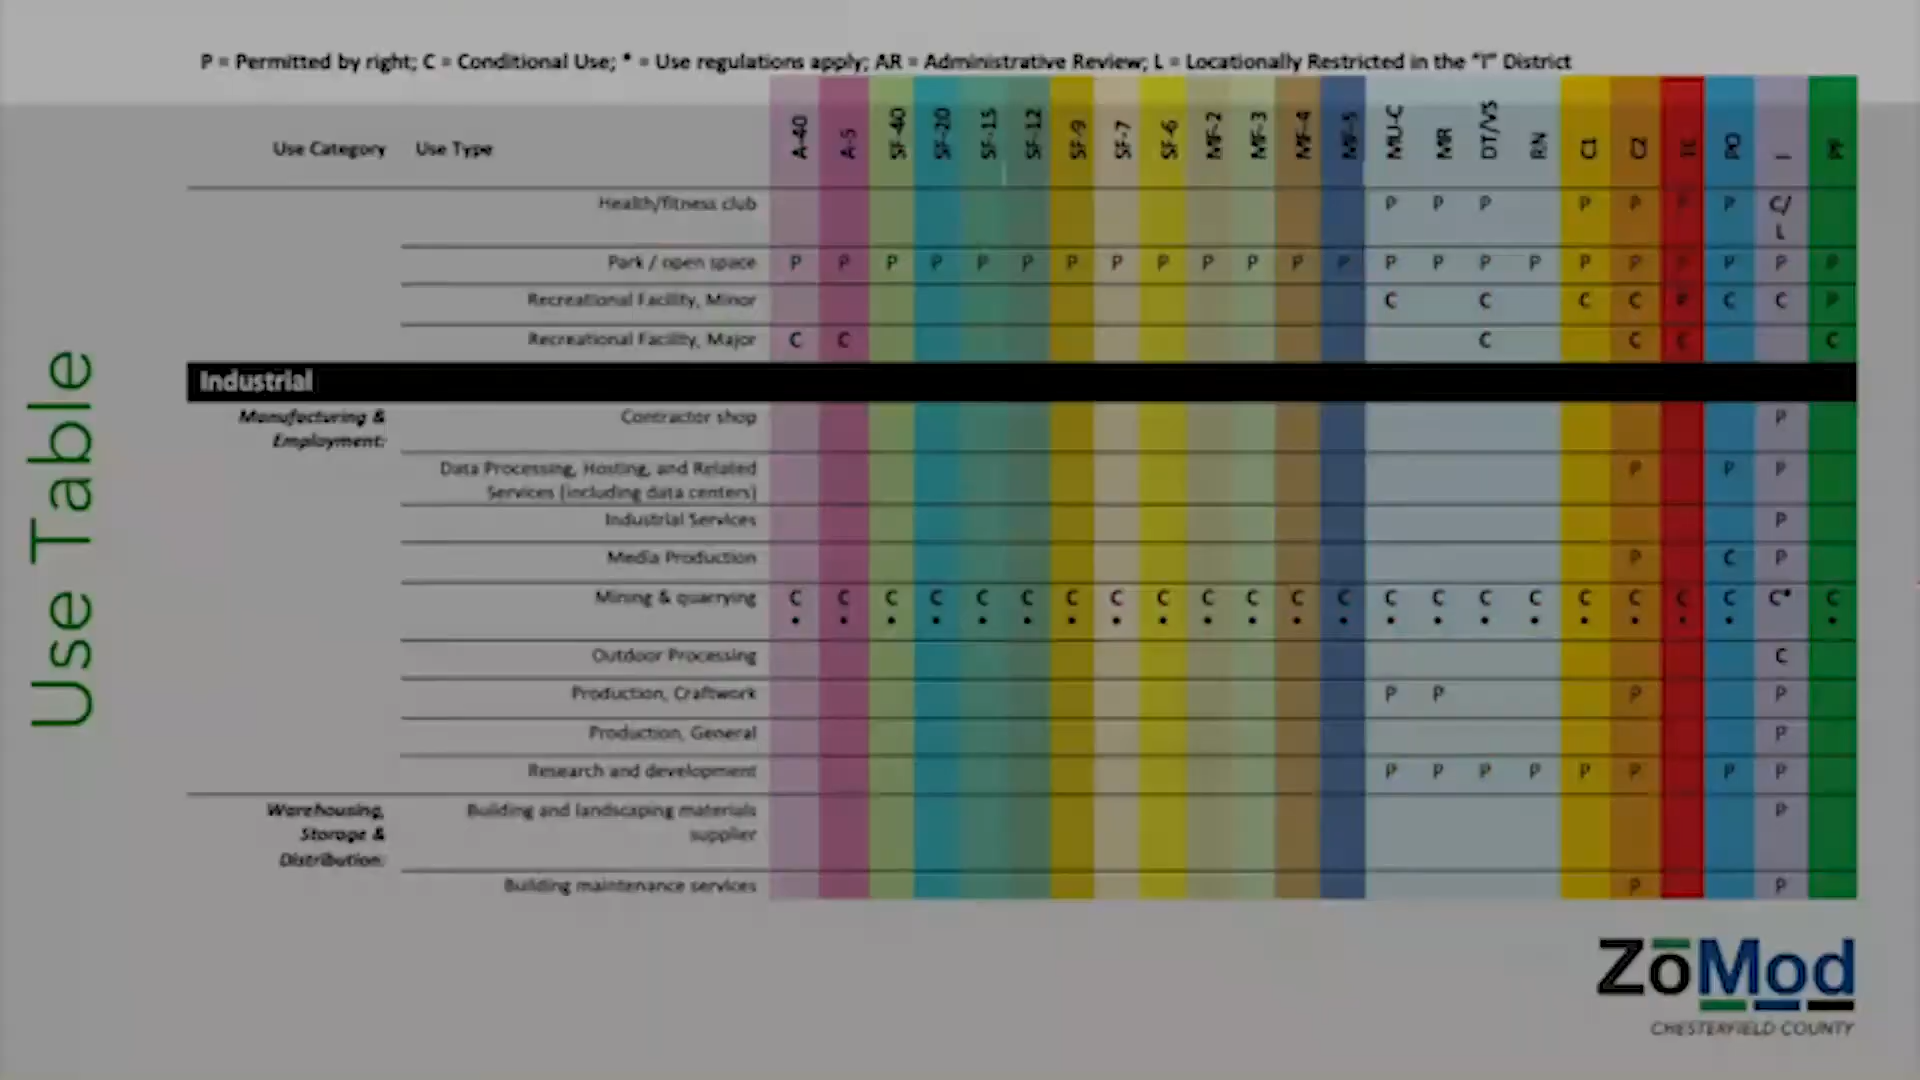 P = Permitted by right; C = Conditional Use; * = Use regulations apply; AR = Administrative Review; L = Locationally Restricted in the "I" District
Use Table
Use Category Use Type A-40 A-5 SF-40 SF-20 SF-15 SF-12 SF-9 SF-7 SF-6 MF-2 MF-3 MF-4 MF-5 MU-C MR DT/VS RN C1 C2 PO I PF
Health/fitness club P P P P P P P C/
L
Park / open space P P P P P P P P P P P P P P P P P P P P P P P
Recreational Facility, Minor C C C C P C C P
Recreational Facility, Major C C C C C C
Industrial
Manufacturing & Contractor shop P
Employment:
Data Processing, Hosting, and Related P P P
Services (including data centers)
Industrial Services P
Media Production P C P
Mining & quarrying C C C C C C C C C C C C C C C C C C C C C C* C
• • • • • • • • • • • • • • • • • • • • • •
Outdoor Processing C
Production, Craftwork P P P P
Production, General P
Research and development P P P P P P P P
Warehousing, Building and landscaping materials P
Storage & supplier
Distribution:
Building maintenance services P P
ZōMod
CHESTERFIELD COUNTY